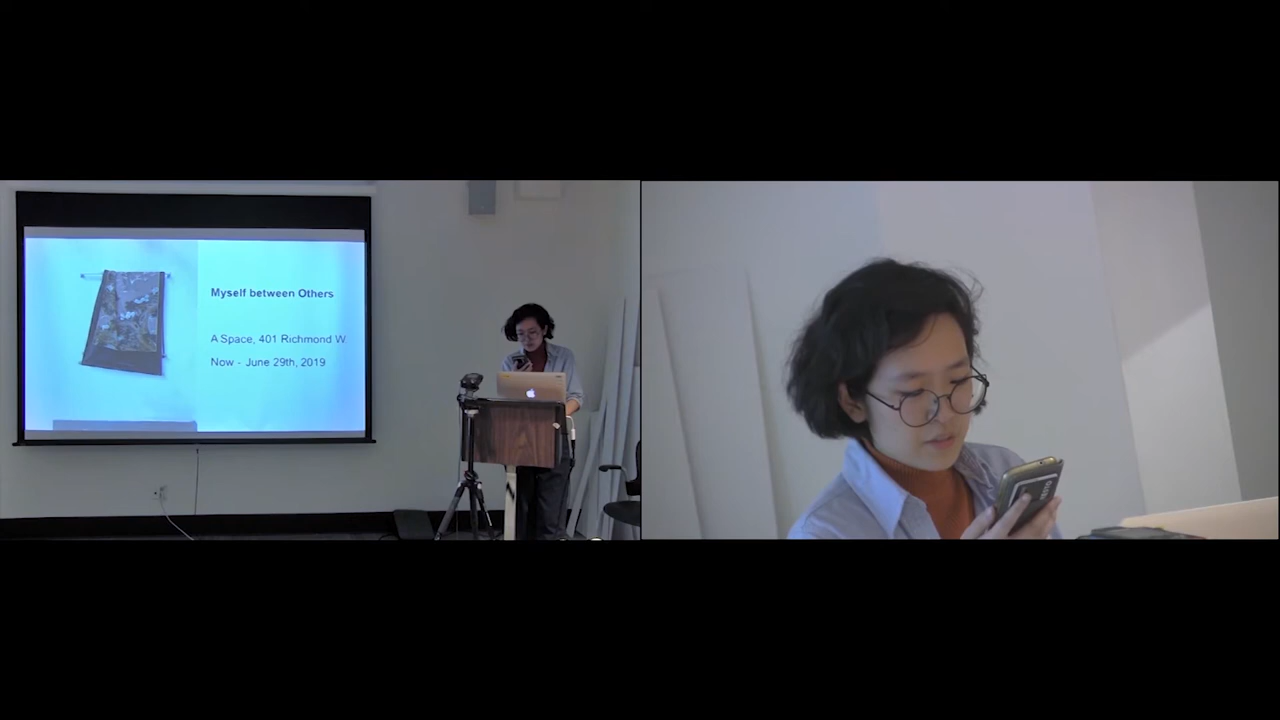 Myself between Others
A Space, 401 Richmond W.
Now - June 29th, 2019